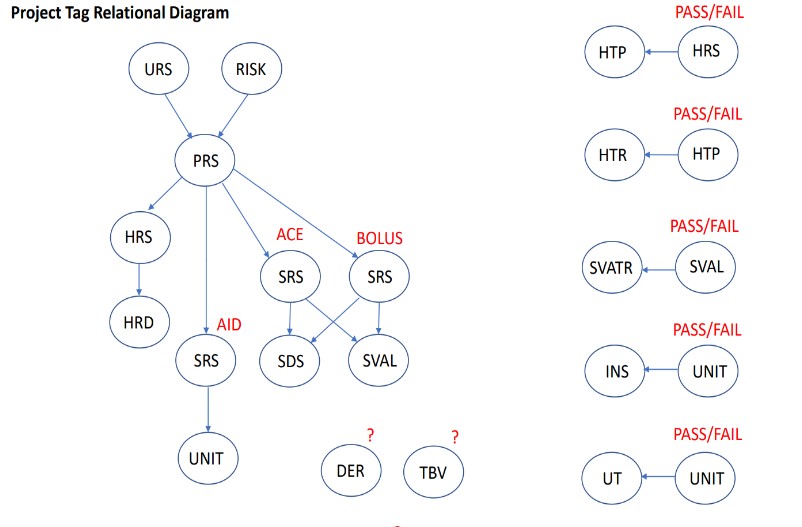 Project Tag Relational Diagram
URS
RISK
PRS
HRS
HRD
ACE
SRS
BOLUS
SRS
AID
SRS
SDS
SVAL
UNIT
?
DER
?
TBV
PASS/FAIL
HTP
HRS
PASS/FAIL
HTR
HTP
PASS/FAIL
SVATR
SVAL
PASS/FAIL
INS
UNIT
PASS/FAIL
UT
UNIT